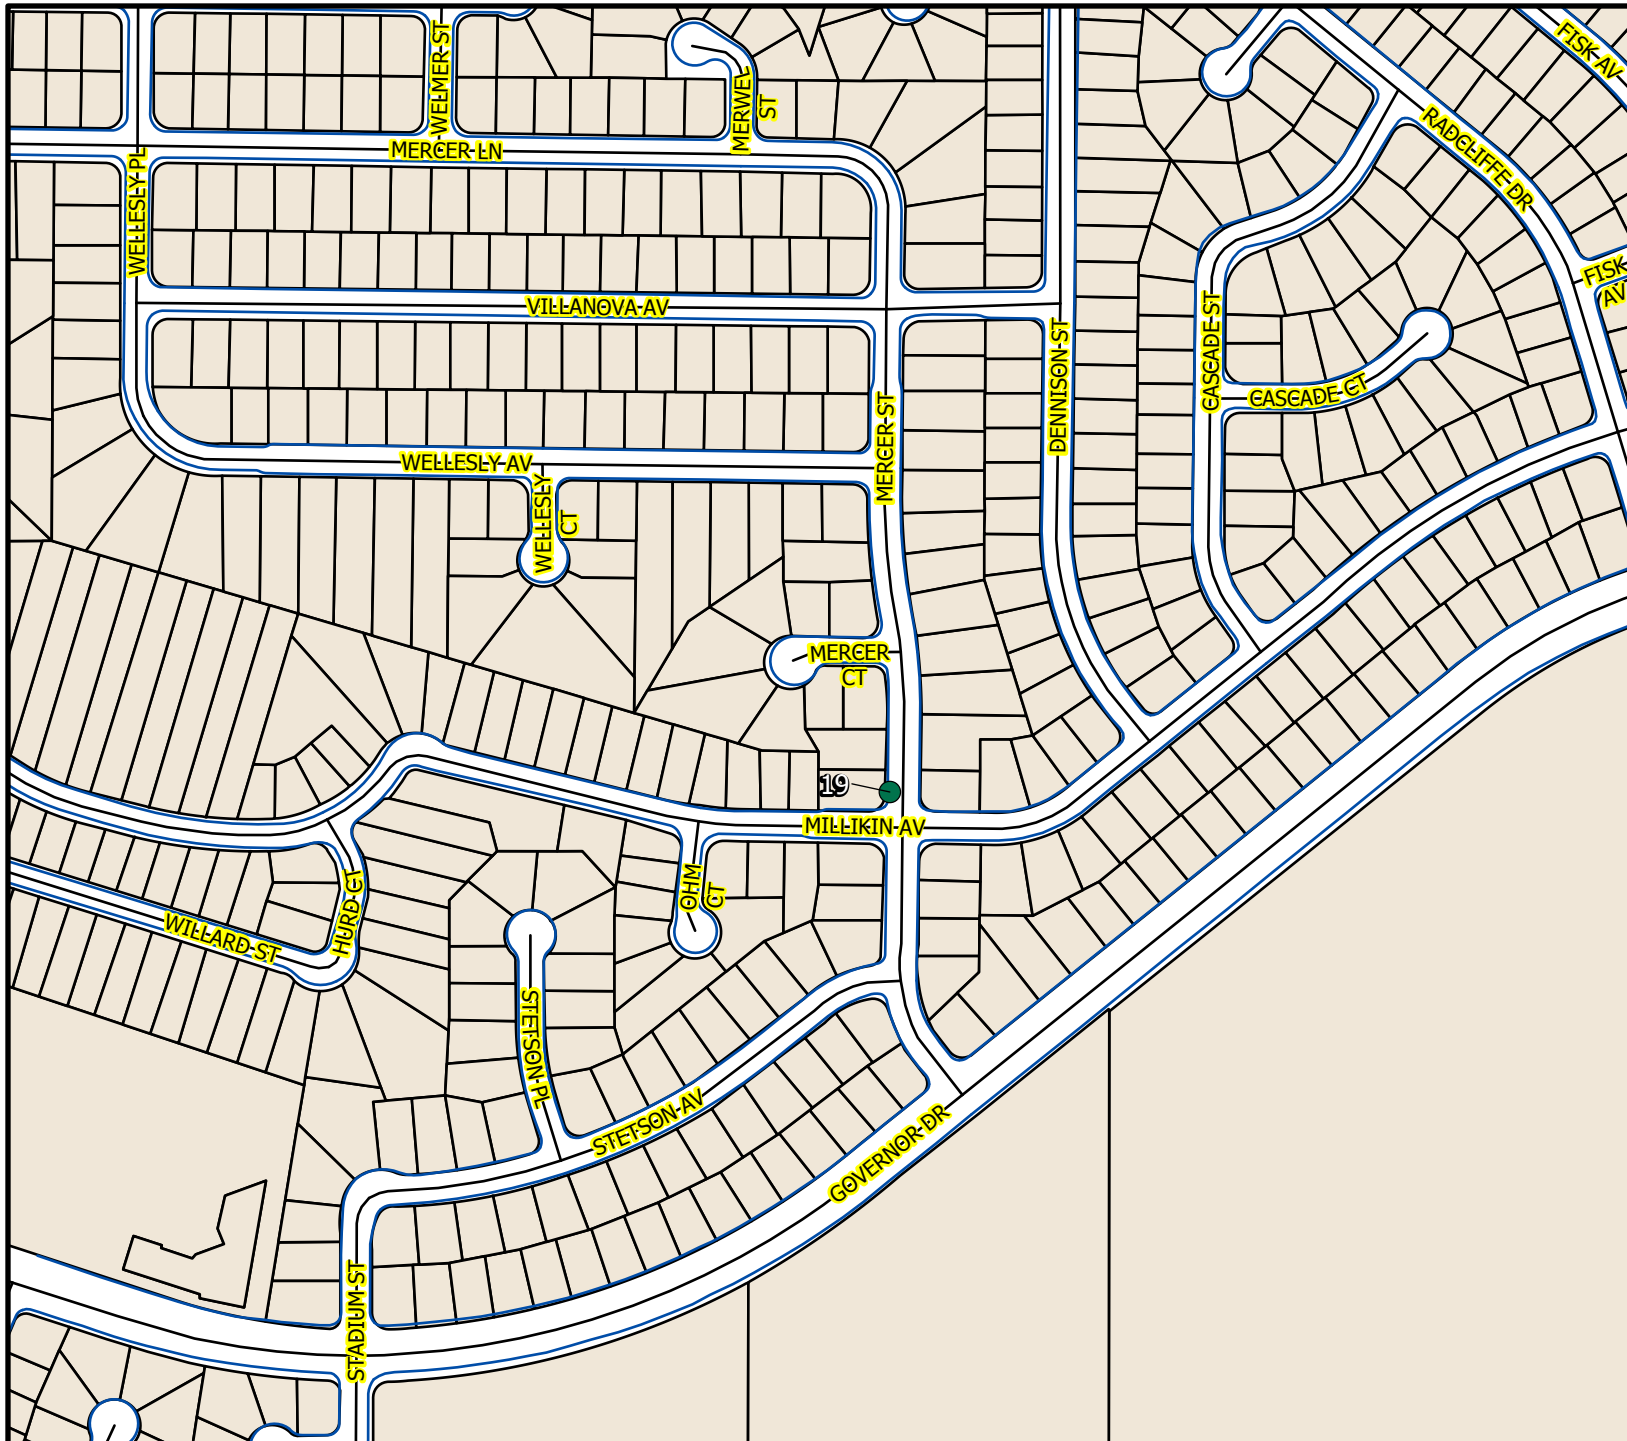 WELMER ST
MERWEL
ST
FISK AV
RADCLIFFE DR
MERCER LN
WELLESLY PL
FISK
AV
VILLANOVA AV
CASCADE ST
DENNISON ST
CASCADE CT
MERCER ST
WELLESLY AV
WELLESLY
CT
MERCER
CT
19
MILLIKIN AV
OHM
CT
HURD CT
WILLARD ST
STETSON PL
STETSON AV
GOVERNOR DR
STADIUM ST